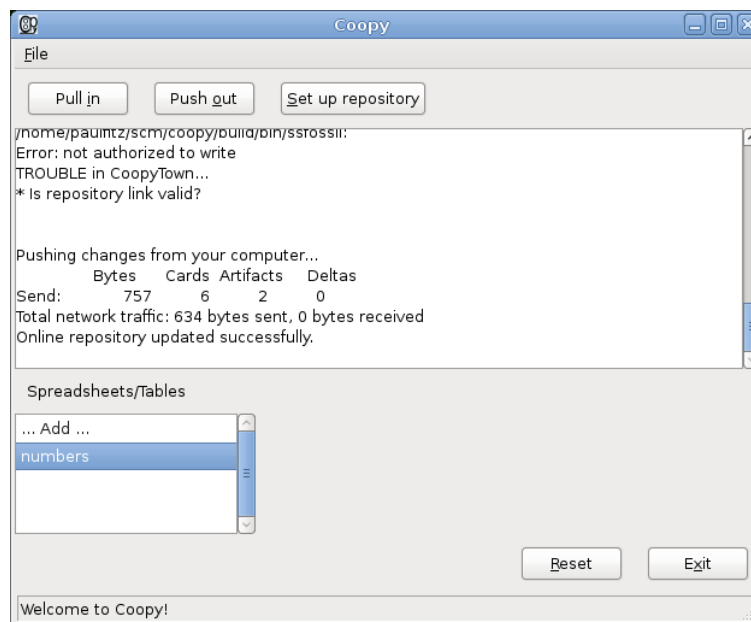 Coopy
File
Pull in Push out Set up repository
/home/paulfitz/scm/coopy/build/bin/ssfossil:
Error: not authorized to write
TROUBLE in CoopyTown...
* Is repository link valid?
Pushing changes from your computer...
Bytes Cards Artifacts Deltas
Send: 757 6 2 0
Total network traffic: 634 bytes sent, 0 bytes received
Online repository updated successfully.
Spreadsheets/Tables
... Add ...
numbers
Reset Exit
Welcome to Coopy!